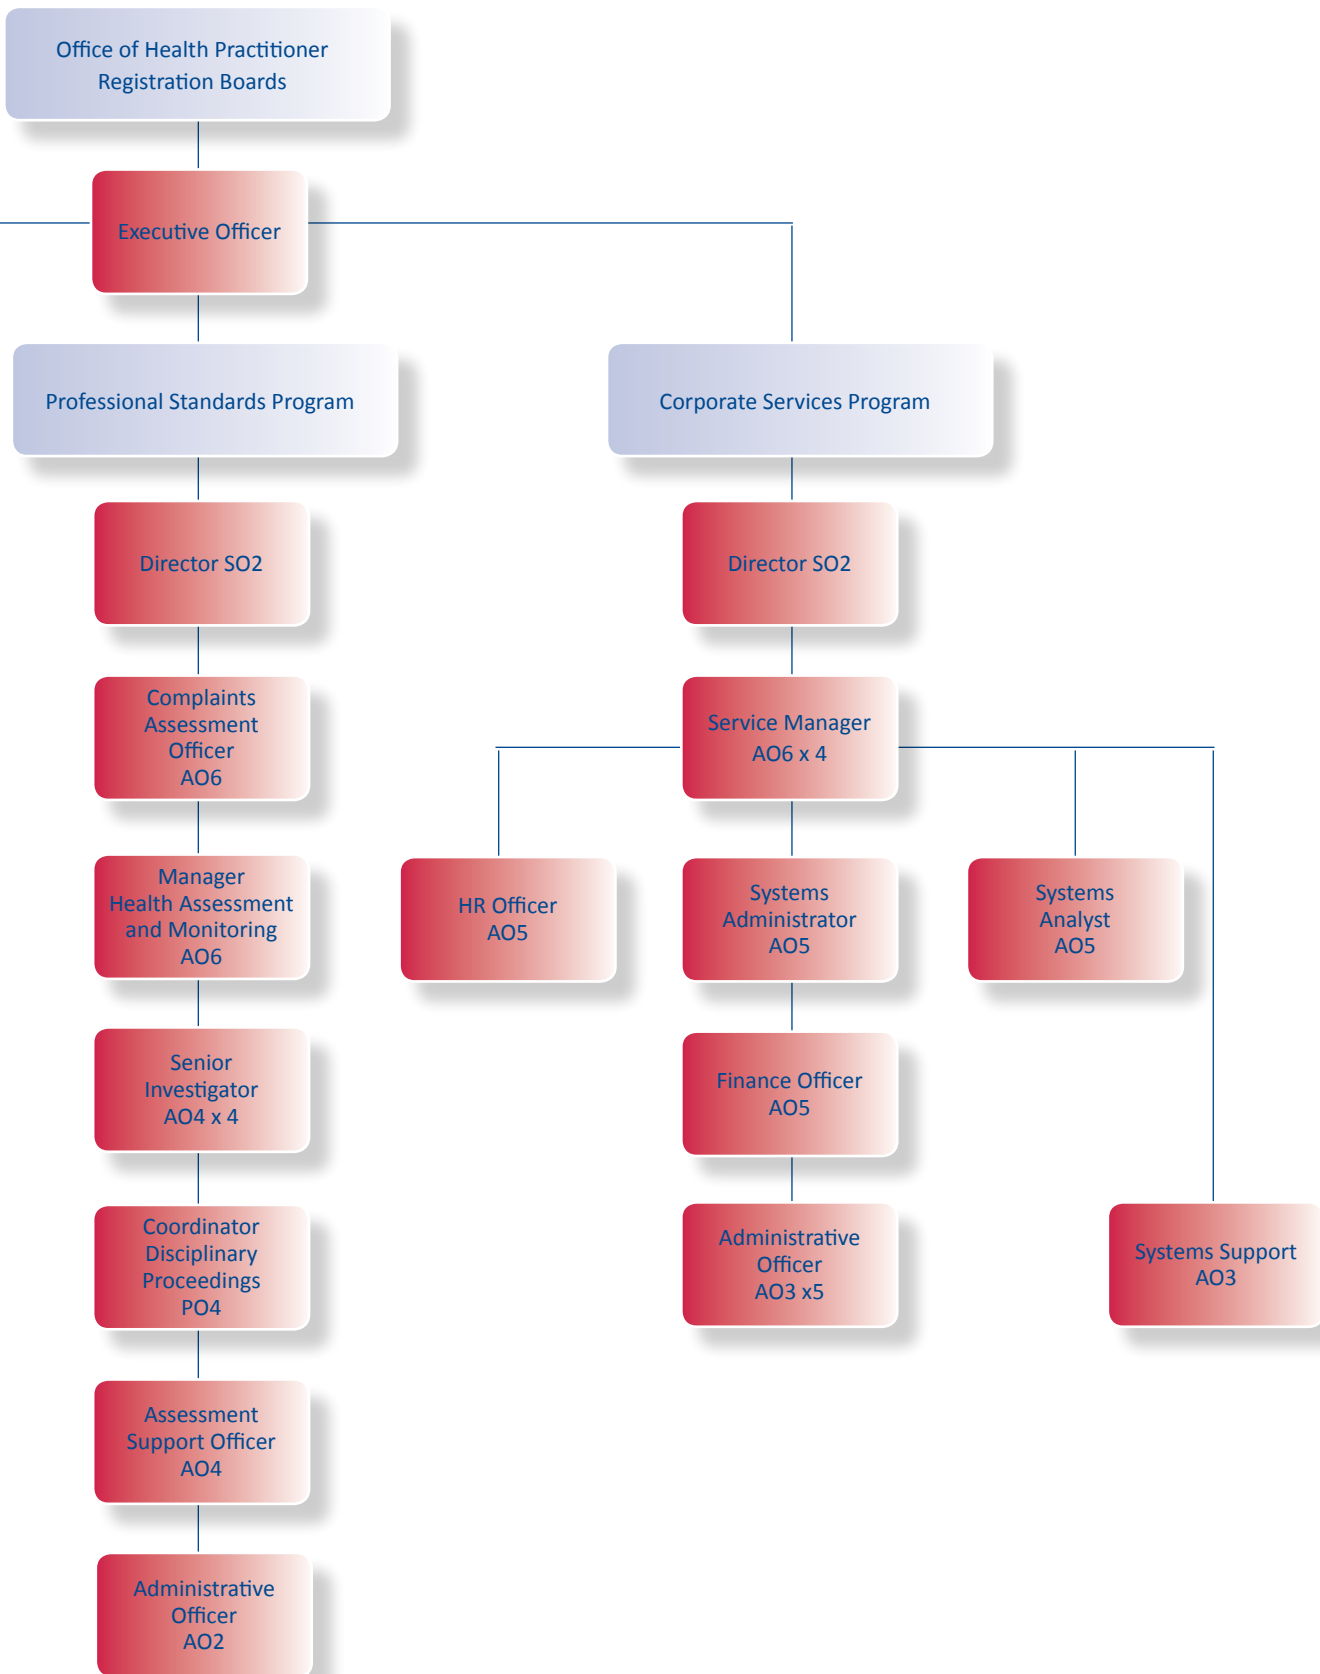 Office of Health Practitioner
Registration Boards
Executive Officer
Professional Standards Program
Corporate Services Program
Director SO2
Director SO2
Complaints
Assessment
Officer
AO6
Service Manager
AO6 x 4
Manager
Health Assessment
and Monitoring
AO6
HR Officer
AO5
Systems
Administrator
AO5
Systems
Analyst
AO5
Senior
Investigator
AO4 x 4
Finance Officer
AO5
Coordinator
Disciplinary
Proceedings
PO4
Administrative
Officer
AO3 x5
Systems Support
AO3
Assessment
Support Officer
AO4
Administrative
Officer
AO2